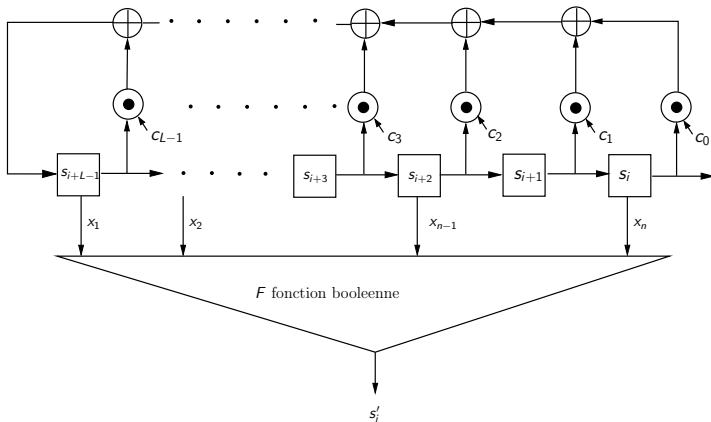 c_{L−1}
c_3
c_2
c_1
c_0
s_{i+L−1}
s_{i+3}
s_{i+2}
s_{i+1}
s_i
x_1
x_2
x_{n−1}
x_n
F fonction booleenne
s'_i